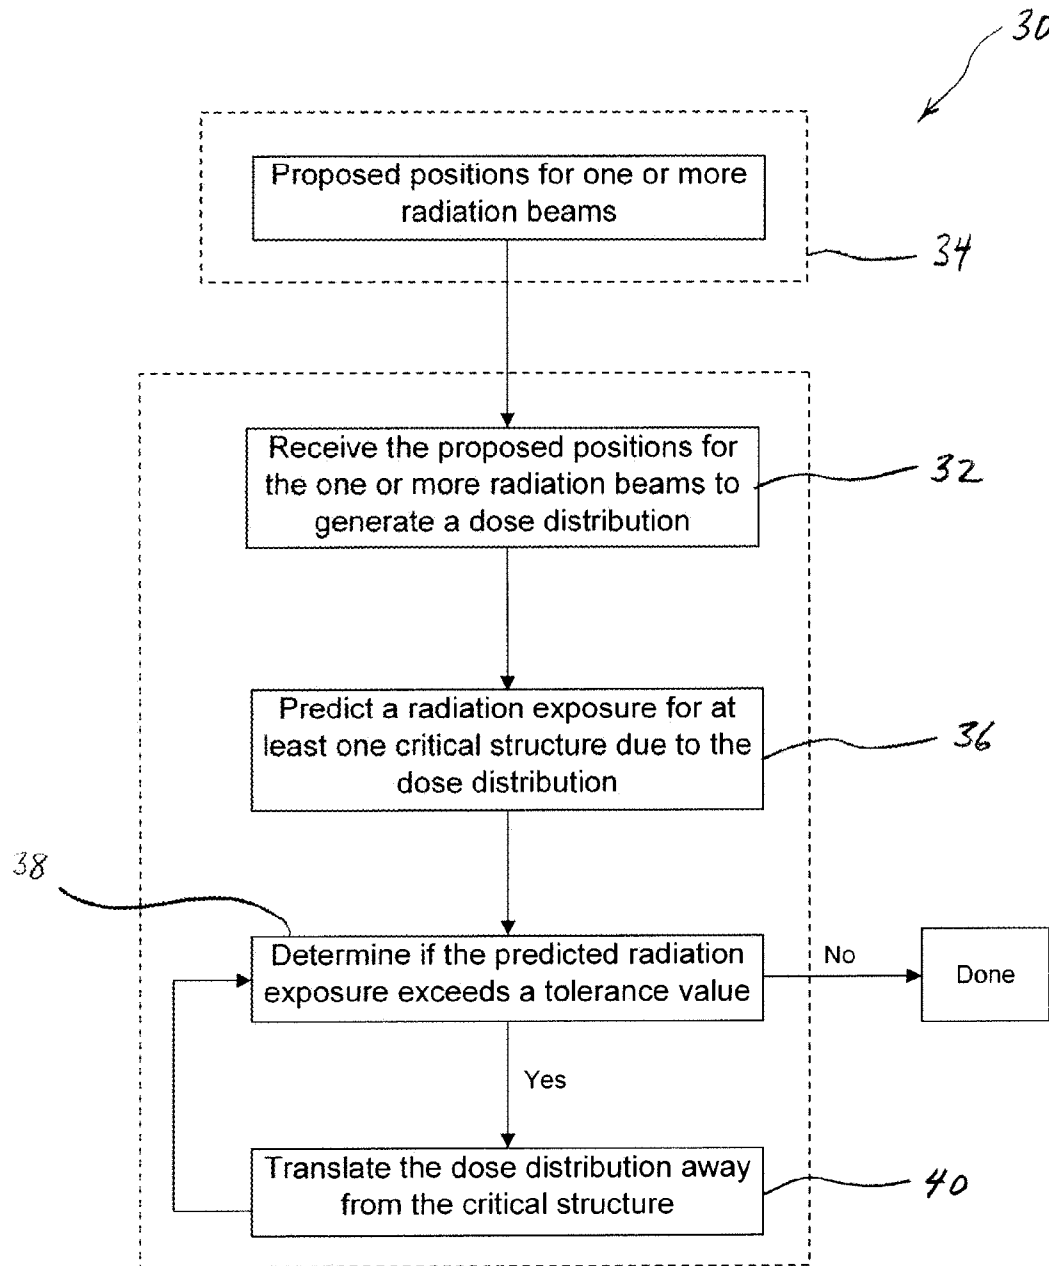 30
Proposed positions for one or more
radiation beams
34
Receive the proposed positions for
the one or more radiation beams to
generate a dose distribution
32
Predict a radiation exposure for at
least one critical structure due to the
dose distribution
36
38
Determine if the predicted radiation
exposure exceeds a tolerance value
No
Done
Yes
Translate the dose distribution away
from the critical structure
40